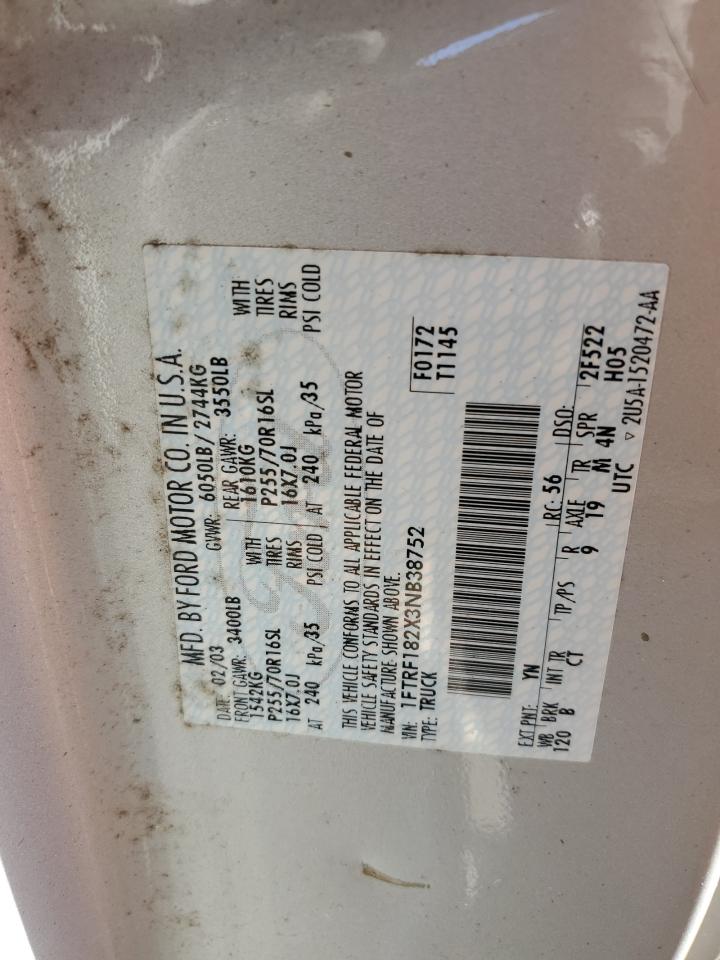 MFD. BY FORD MOTOR CO. IN U.S.A.
DATE: 02/03 GVWR: 6050LB/ 2744KG
FRONT GAWR: 3400LB REAR GAWR: 3550LB
1542KG WITH 1610KG WITH
P255/70R16SL TIRES P255/70R16SL TIRES
16X7.0J RIMS 16X7.0J RIMS
AT 240 kPa/35 PSI COLD AT 240 kPa/35 PSI COLD
THIS VEHICLE CONFORMS TO ALL APPLICABLE FEDERAL MOTOR
VEHICLE SAFETY STANDARDS IN EFFECT ON THE DATE OF
MANUFACTURE SHOWN ABOVE.
VIN: 1FTRF182X3NB38752 F0172
TYPE: TRUCK T1145
EXT PNT: YN RC: 56 DSO:
WB BRK INT TR TP/PS R AXLE TR SPR 2F522
120 B CT 9 19 M 4N H05
UTC ▽ 2U5A-1520472-AA